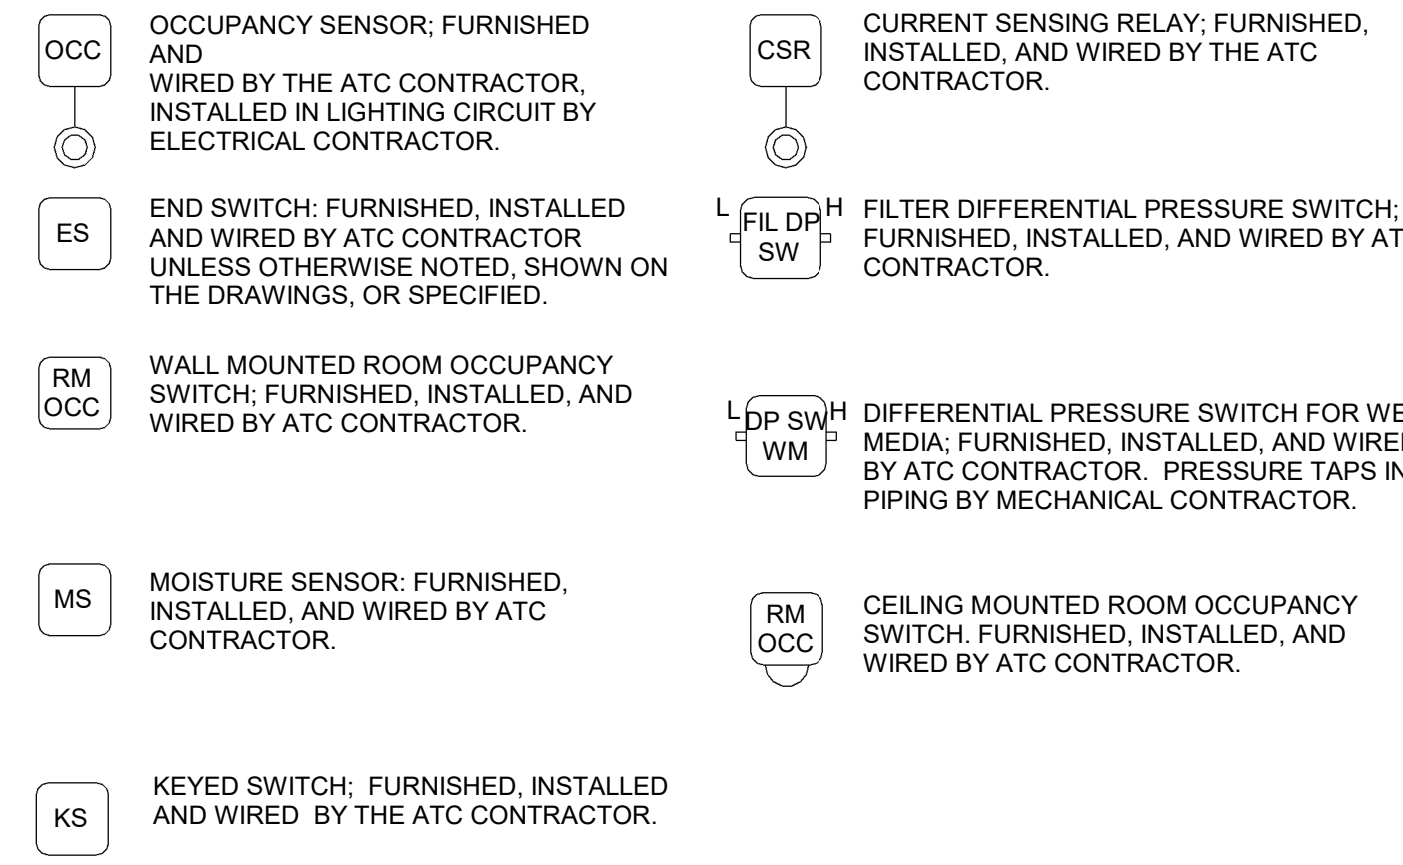 OCC
OCCUPANCY SENSOR; FURNISHED
AND
WIRED BY THE ATC CONTRACTOR,
INSTALLED IN LIGHTING CIRCUIT BY
ELECTRICAL CONTRACTOR.
ES
END SWITCH: FURNISHED, INSTALLED
AND WIRED BY ATC CONTRACTOR
UNLESS OTHERWISE NOTED, SHOWN ON
THE DRAWINGS, OR SPECIFIED.
RM
OCC
WALL MOUNTED ROOM OCCUPANCY
SWITCH; FURNISHED, INSTALLED, AND
WIRED BY ATC CONTRACTOR.
MS
MOISTURE SENSOR: FURNISHED,
INSTALLED, AND WIRED BY ATC
CONTRACTOR.
KS
KEYED SWITCH; FURNISHED, INSTALLED
AND WIRED BY THE ATC CONTRACTOR.
CSR
CURRENT SENSING RELAY; FURNISHED,
INSTALLED, AND WIRED BY THE ATC
CONTRACTOR.
L
FIL DP
SW
H
FILTER DIFFERENTIAL PRESSURE SWITCH;
FURNISHED, INSTALLED, AND WIRED BY
CONTRACTOR.
L
DP SW
WM
H
DIFFERENTIAL PRESSURE SWITCH FOR
MEDIA; FURNISHED, INSTALLED, AND
BY ATC CONTRACTOR. PRESSURE TAPS
PIPING BY MECHANICAL CONTRACTOR.
RM
OCC
CEILING MOUNTED ROOM OCCUPANCY
SWITCH. FURNISHED, INSTALLED, AND
WIRED BY ATC CONTRACTOR.